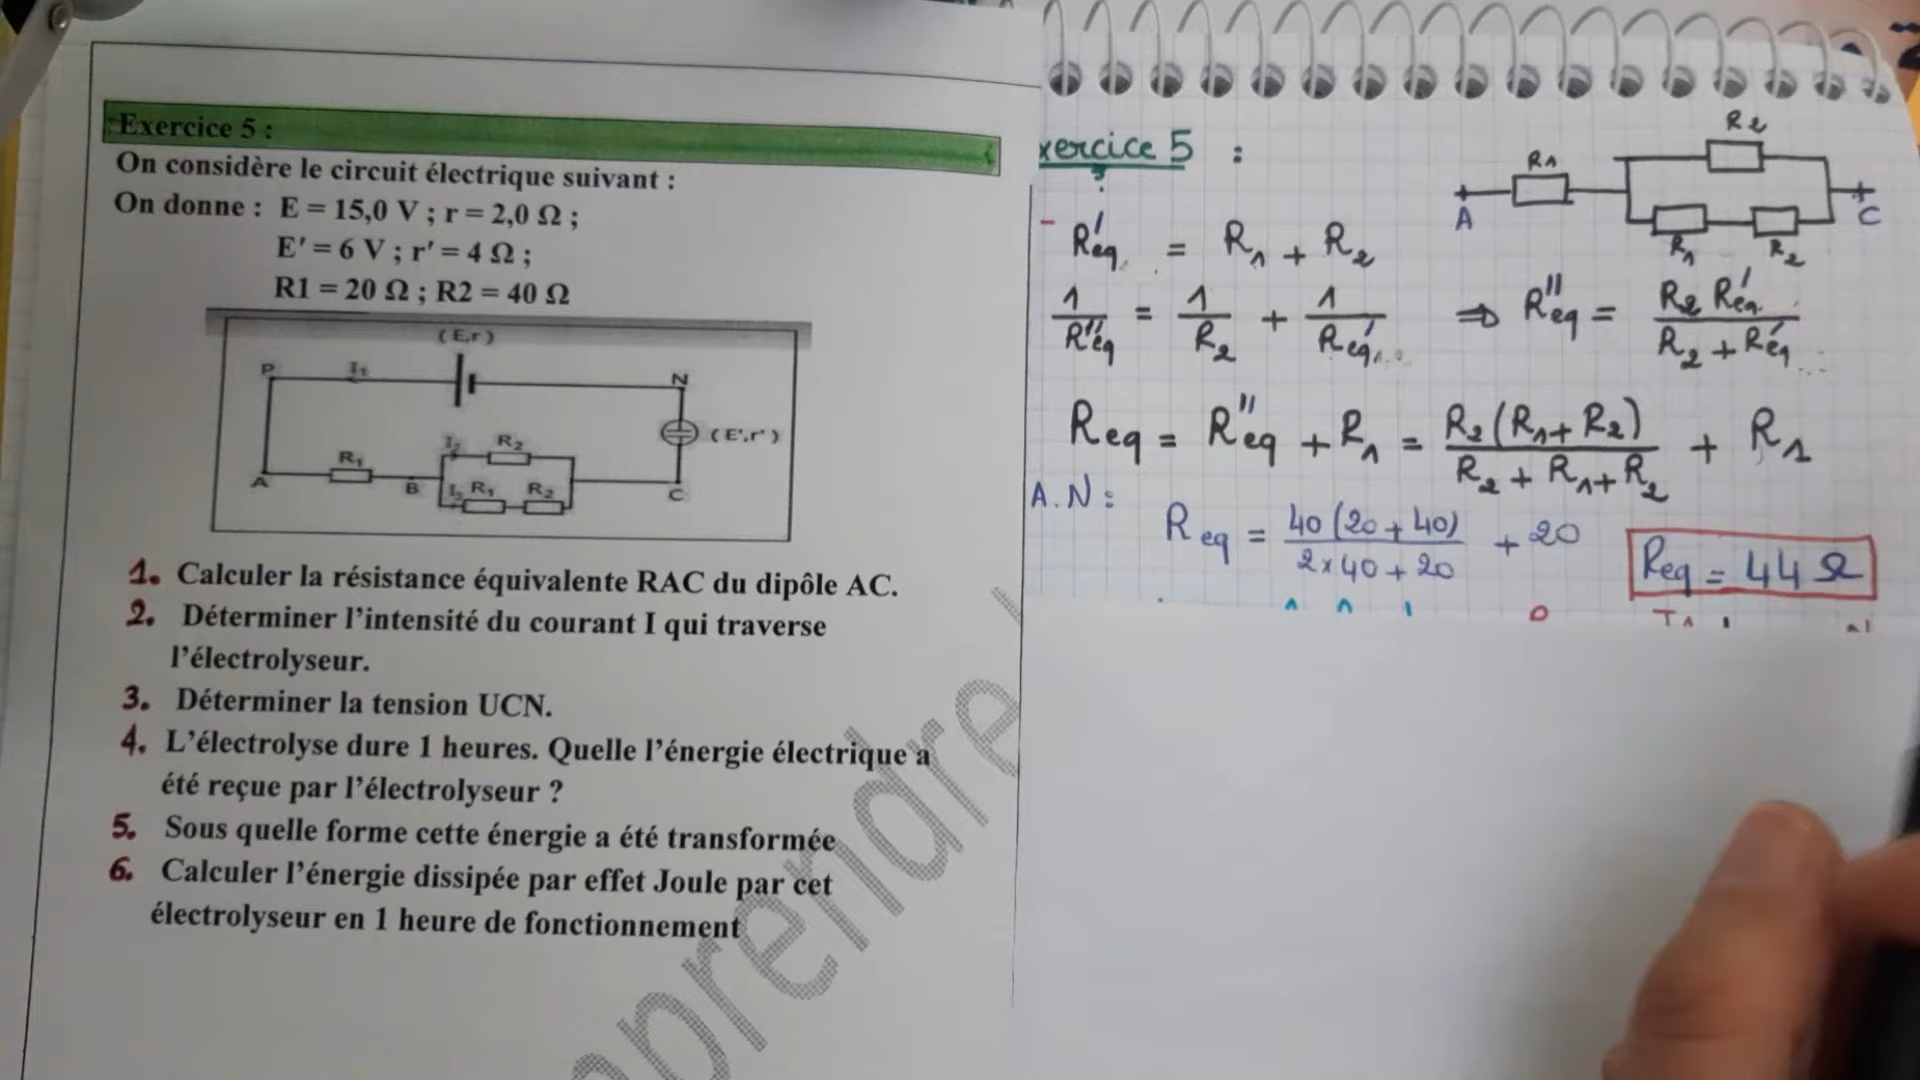 Exercice 5 :
On considère le circuit électrique suivant :
On donne : E = 15,0 V ; r = 2,0 Ω ;
E' = 6 V ; r' = 4 Ω ;
R1 = 20 Ω ; R2 = 40 Ω
( E,r )
P I1 N
( E',r' )
I2 R2
R1
A B I3 R1 R2 C
1. Calculer la résistance équivalente RAC du dipôle AC.
2. Déterminer l'intensité du courant I qui traverse
l'électrolyseur.
3. Déterminer la tension UCN.
4. L'électrolyse dure 1 heures. Quelle l'énergie électrique a
été reçue par l'électrolyseur ?
5. Sous quelle forme cette énergie a été transformée
6. Calculer l'énergie dissipée par effet Joule par cet
électrolyseur en 1 heure de fonctionnement
prendre
xercice 5 :
R2
R1
A C
R1 R2
R'eq = R1 + R2
1/R''eq = 1/R2 + 1/R'eq ⇒ R''eq = R2 R'eq / R2 + R'eq
Req = R''eq + R1 = R2 (R1 + R2) / R2 + R1 + R2 + R1
A.N :
Req = 40 (20 + 40) / 2 x 40 + 20 + 20
Req = 44 Ω